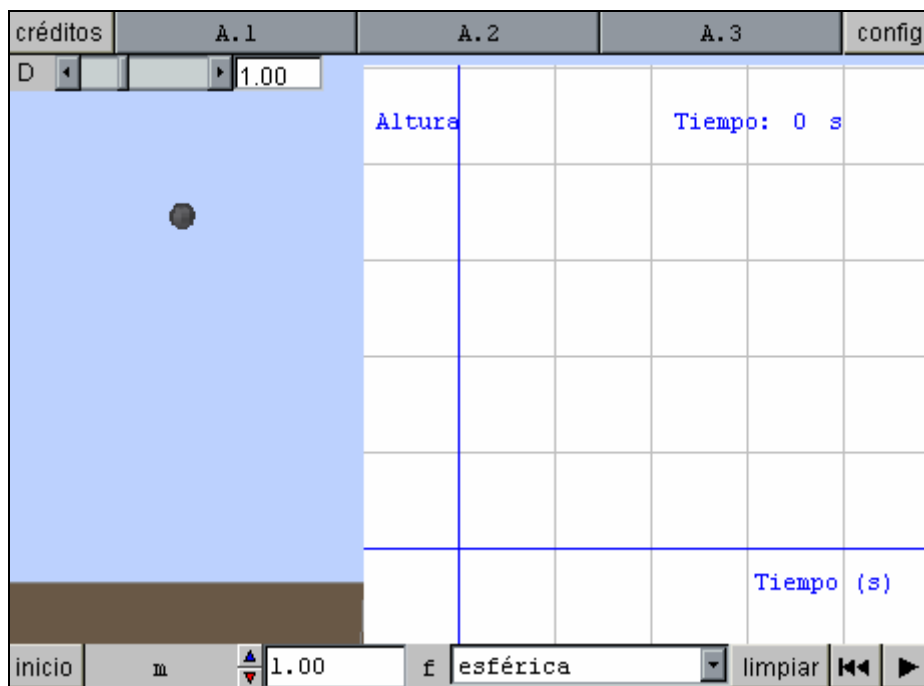 créditos A.1 A.2 A.3 config
D 1.00
Altura Tiempo: 0 s
Tiempo (s)
inicio m 1.00 f esférica limpiar